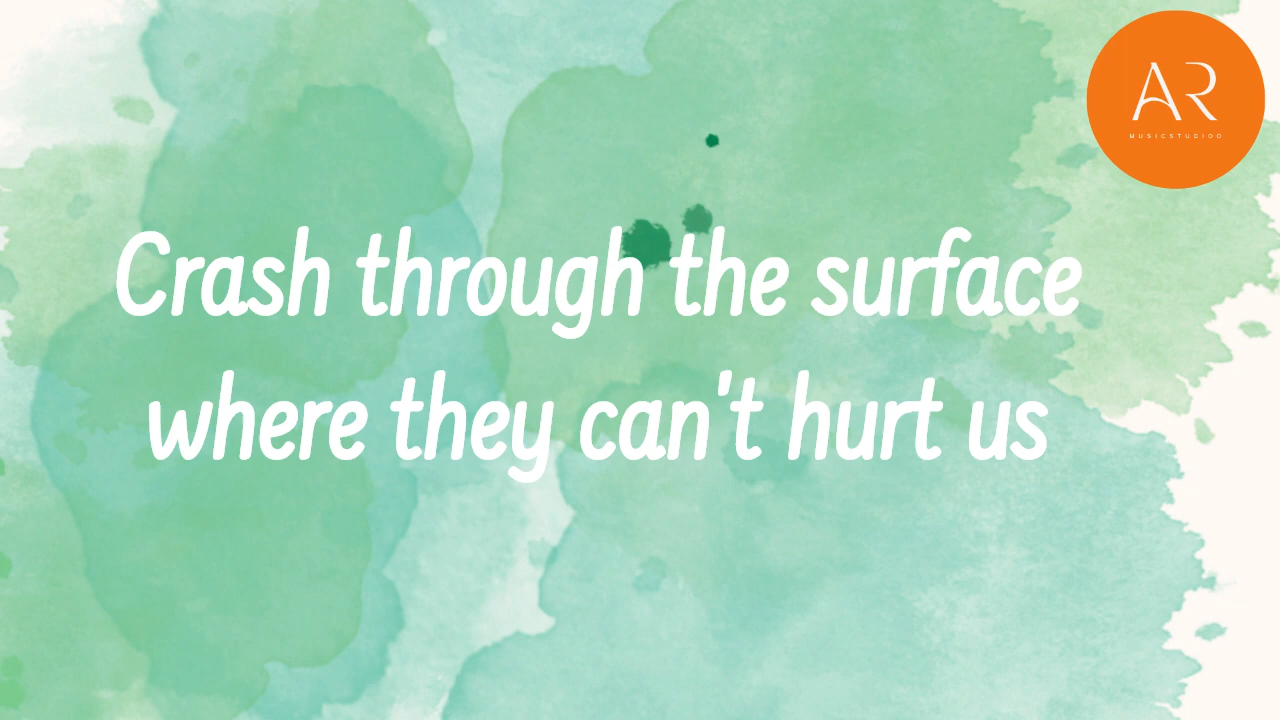 AR
MUSICSTUDIOO
Crash through the surface
where they can't hurt us